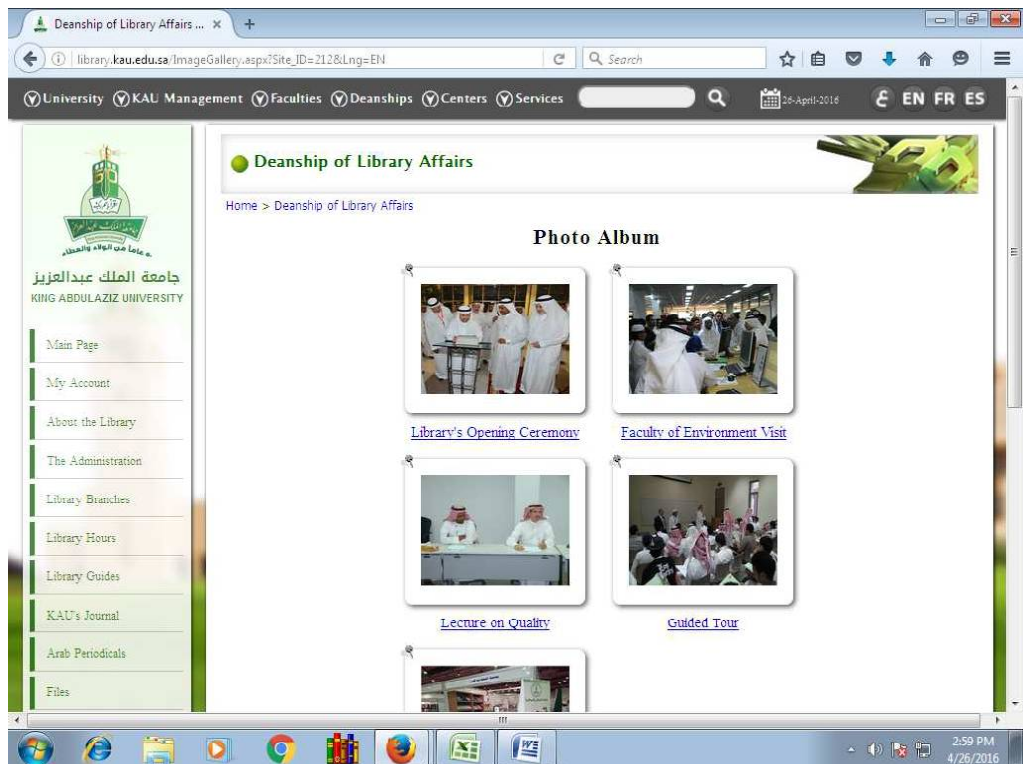 Deanship of Library Affairs ...
library.kau.edu.sa/ImageGallery.aspx?Site_ID=212&Lng=EN
Search
University KAU Management Faculties Deanships Centers Services
26-April-2016
ع EN FR ES
Deanship of Library Affairs
Home > Deanship of Library Affairs
Photo Album
جامعة الملك عبدالعزيز
KING ABDULAZIZ UNIVERSITY
Main Page
My Account
About the Library
The Administration
Library Branches
Library Hours
Library Guides
KAU's Journal
Arab Periodicals
Files
Library's Opening Ceremony
Faculty of Environment Visit
Lecture on Quality
Guided Tour
2:59 PM
4/26/2016